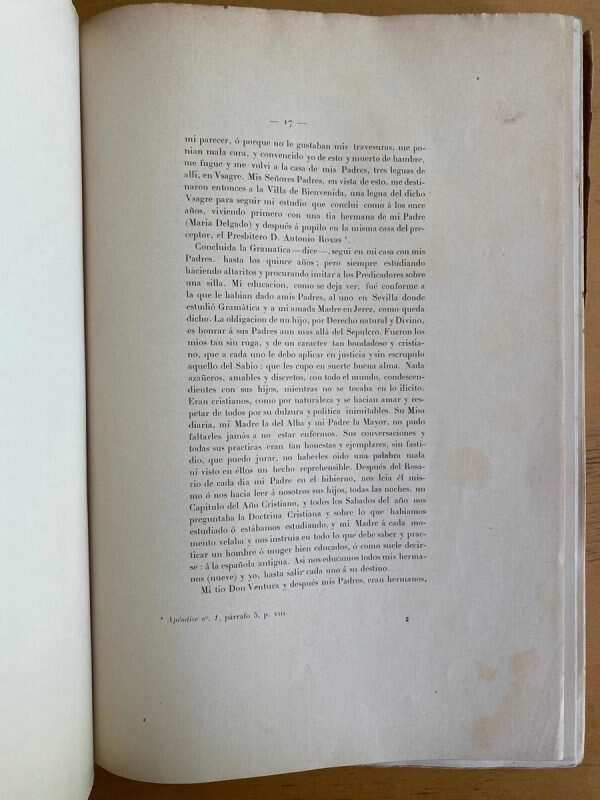 — 17 —
mi parecer, ó porque no le gustaban mis travesuras, me po-
nian mala cara, y convencido yo de esto y muerto de hambre,
me fugue y me volví a la casa de mis Padres, tres leguas de
alli, en Vsagre. Mis Señores Padres, en vista de esto, me desti-
naron entonces a la Villa de Bienvenida, una legua del dicho
Vsagre para seguir mi estudio que conclui como á los once
años, viviendo primero con una tia hermana de mi Padre
(Maria Delgado) y después á pupilo en la misma casa del pre-
ceptor, el Presbitero D. Antonio Roxas *.
Concluida la Gramatica — dice —, segui en mi casa con mis
Padres, hasta los quince años; pero siempre estudiando
haciendo altaritos y procurando imitar á los Predicadores sobre
una silla. Mi educacion, como se deja ver, fué conforme a
la que le habian dado amis Padres, al uno en Sevilla donde
estudió Gramática y a mi amada Madre en Jerez, como queda
dicho. La obligacion de un hijo, por Derecho natural y Divino,
es honrar á sus Padres aun mas allá del Sepulcro. Fueron los
mios tan sin ruga, y de un caracter tan bondadoso y cristia-
no, que a cada uno le debo aplicar en justicia y sin escrupolo
aquello del Sabio: que les cupo en suerte buena alma. Nada
azañeros, amables y discretos, con todo el mundo, condescen-
dientes con sus hijos, mientras no se tocaba en lo ilicito.
Eran cristianos, como por naturaleza y se hacian amar y res-
petar de todos por su dulzura y politica inimitables. Su Misa
diaria, mi Madre la del Alba y mi Padre la Mayor, no pudo
faltarles jamás a no estar enfermos. Sus conversaciones y
todas sus practicas eran tan honestas y ejemplares, sin fasti-
dio, que puedo jurar, no haberles oido una palabra mala
ni visto en éllos un hecho reprehensible. Después del Rosa-
rio de cada dia mi Padre en el hibierno, nos leia él mis-
mo ó nos hacia leer á nosotros sus hijos, todas las noches, un
Capitulo del Año Cristiano, y todos los Sabados del año nos
preguntaba la Doctrina Cristiana y sobre lo que habiamos
estudiado ó estábamos estudiando, y mi Madre á cada mo-
mento velaba y nos instruia en todo lo que debe saber y prac-
ticar un hombre ó muger bien educados, ó como suele decir-
se: á la española antigua. Asi nos educamos todos mis herma-
nos (nueve) y yo, hasta salir cada uno á su destino.
Mi tio Don Ventura y después mis Padres, eran hermanos,
* Apéndice nº. 1, párrafo 5, p. VIII
2